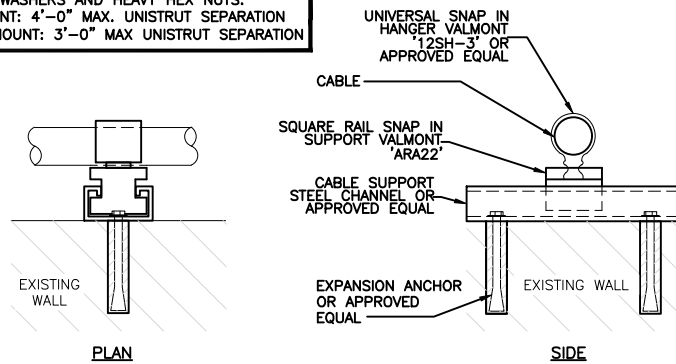 WASHERS AND HEAVY HEX NUTS.
NT: 4'-0" MAX. UNISTRUT SEPARATION
MOUNT: 3'-0" MAX UNISTRUT SEPARATION
UNIVERSAL SNAP IN
HANGER VALMONT
'12SH-3' OR
APPROVED EQUAL
CABLE
SQUARE RAIL SNAP IN
SUPPORT VALMONT
'ARA22'
CABLE SUPPORT
STEEL CHANNEL OR
APPROVED EQUAL
EXPANSION ANCHOR
OR APPROVED
EQUAL
EXISTING
WALL
EXISTING WALL
PLAN
SIDE